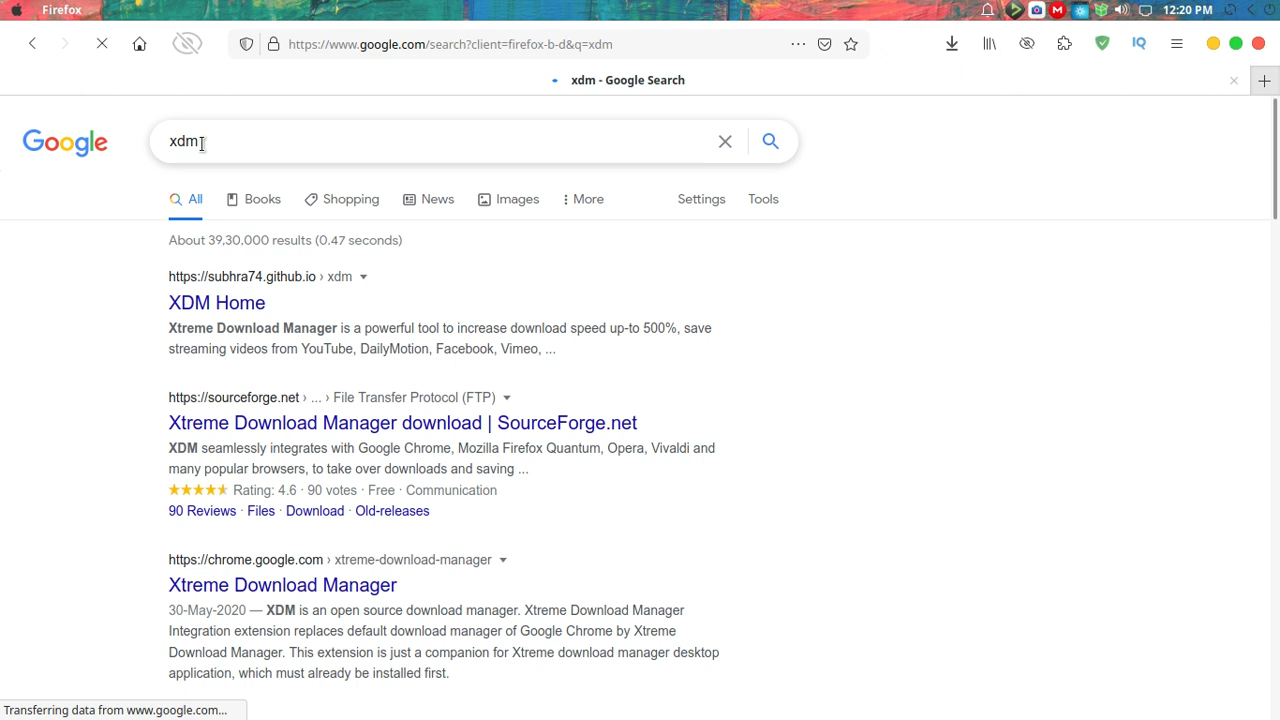 Firefox
12:20 PM
https://www.google.com/search?client=firefox-b-d&q=xdm
IQ
xdm - Google Search
Google
xdm
All
Books
Shopping
News
Images
More
Settings
Tools
About 39,30,000 results (0.47 seconds)
https://subhra74.github.io › xdm
XDM Home
Xtreme Download Manager is a powerful tool to increase download speed up-to 500%, save
streaming videos from YouTube, DailyMotion, Facebook, Vimeo, ...
https://sourceforge.net › ... › File Transfer Protocol (FTP)
Xtreme Download Manager download | SourceForge.net
XDM seamlessly integrates with Google Chrome, Mozilla Firefox Quantum, Opera, Vivaldi and
many popular browsers, to take over downloads and saving ...
Rating: 4.6 · 90 votes · Free · Communication
90 Reviews · Files · Download · Old-releases
https://chrome.google.com › xtreme-download-manager
Xtreme Download Manager
30-May-2020 — XDM is an open source download manager. Xtreme Download Manager
Integration extension replaces default download manager of Google Chrome by Xtreme
Download Manager. This extension is just a companion for Xtreme download manager desktop
application, which must already be installed first.
Transferring data from www.google.com...